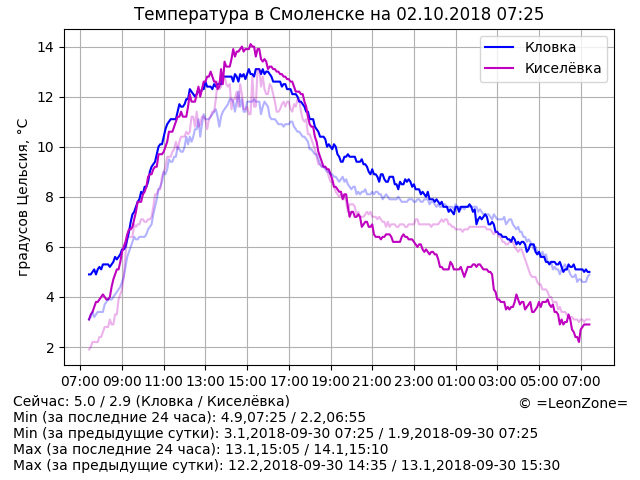 Температура в Смоленске на 02.10.2018 07:25
Кловка
Киселёвка
градусов Цельсия, °C
14
12
10
8
6
4
2
07:00 09:00 11:00 13:00 15:00 17:00 19:00 21:00 23:00 01:00 03:00 05:00 07:00
Сейчас: 5.0 / 2.9 (Кловка / Киселёвка)
© =LeonZone=
Min (за последние 24 часа): 4.9,07:25 / 2.2,06:55
Min (за предыдущие сутки): 3.1,2018-09-30 07:25 / 1.9,2018-09-30 07:25
Max (за последние 24 часа): 13.1,15:05 / 14.1,15:10
Max (за предыдущие сутки): 12.2,2018-09-30 14:35 / 13.1,2018-09-30 15:30